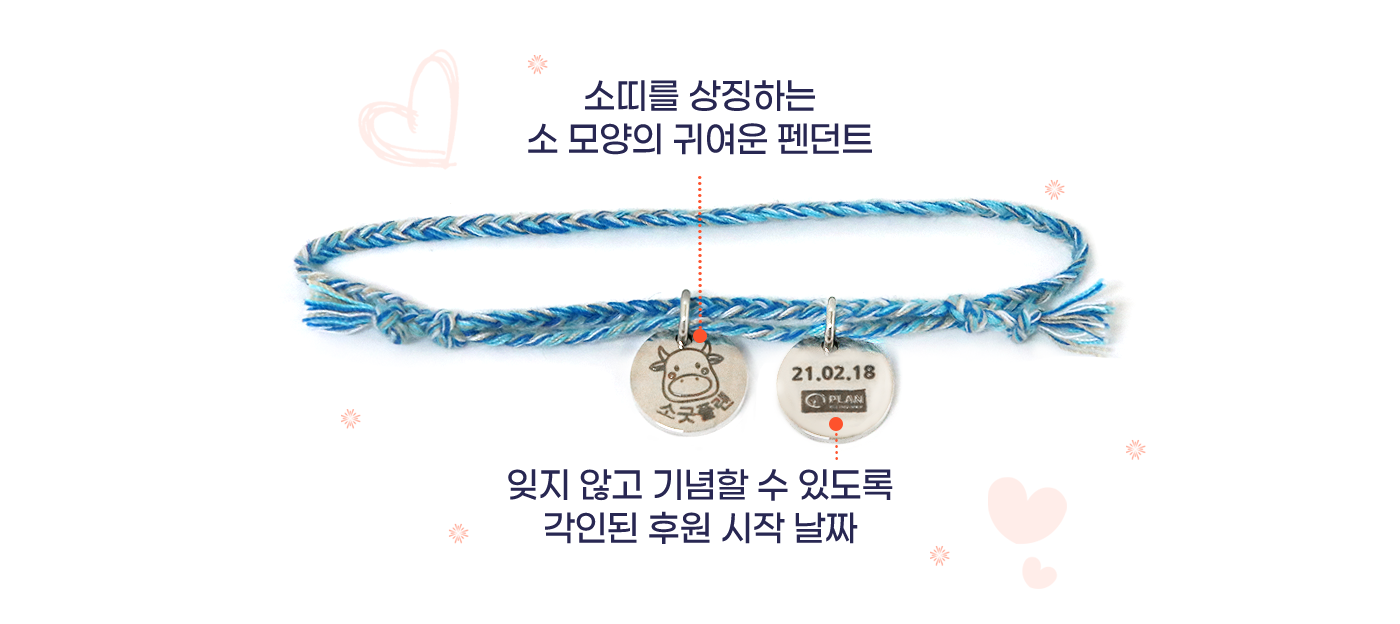 소띠를 상징하는
소 모양의 귀여운 펜던트
소굿플랜
21.02.18
PLAN
잊지 않고 기념할 수 있도록
각인된 후원 시작 날짜